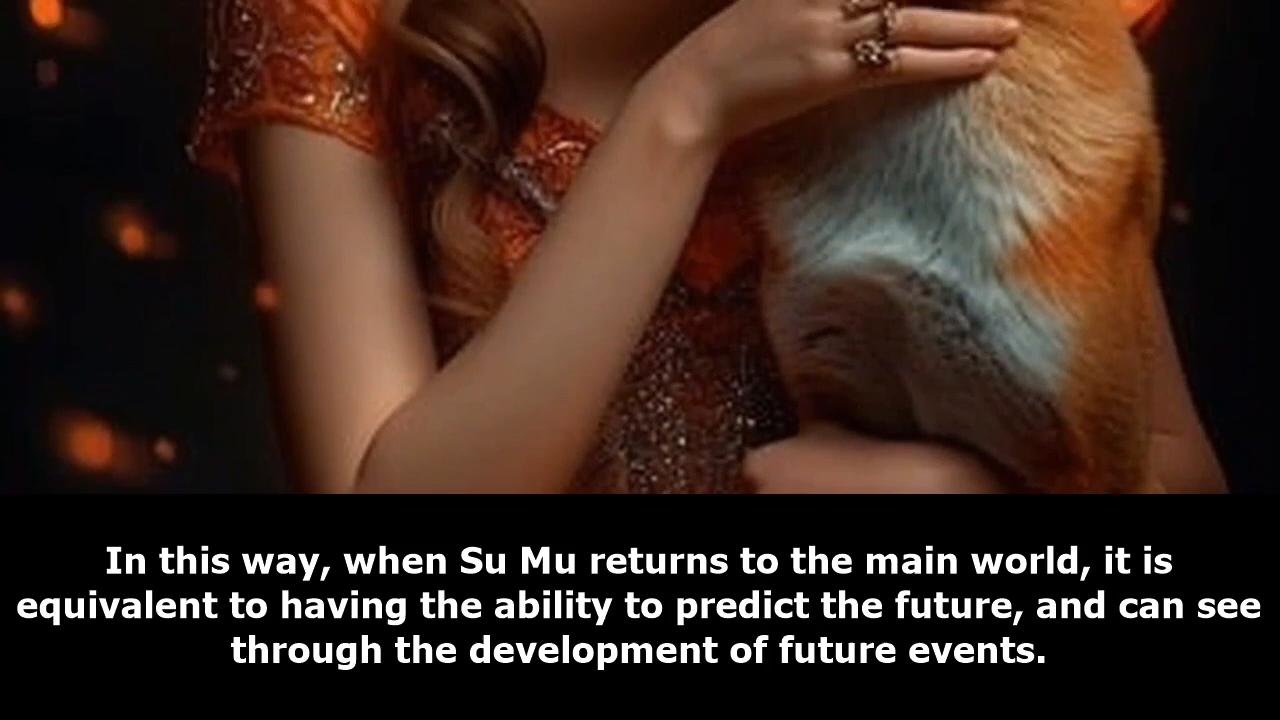 In this way, when Su Mu returns to the main world, it is
equivalent to having the ability to predict the future, and can see
through the development of future events.